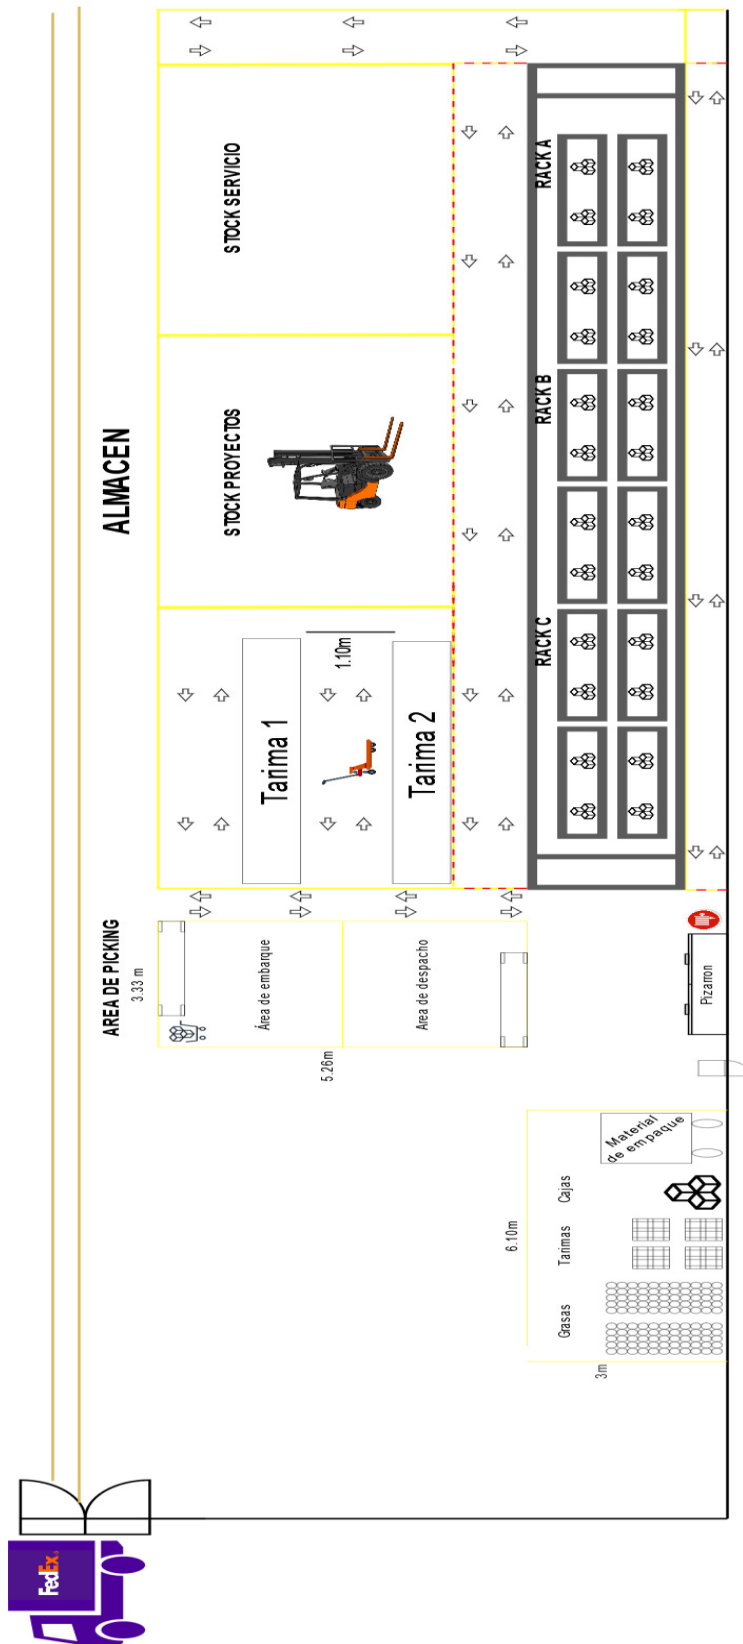 ALMACEN
STOCK SERVICIO
STOCK PROYECTOS
RACK A
RACK B
RACK C
1.10m
Tarima 1
Tarima 2
AREA DE PICKING
3.33 m
Área de embarque
Area de despacho
5.26m
Pizarron
Material
de empaque
Cajas
Tarimas
Grasas
6.10m
3m
FedEx